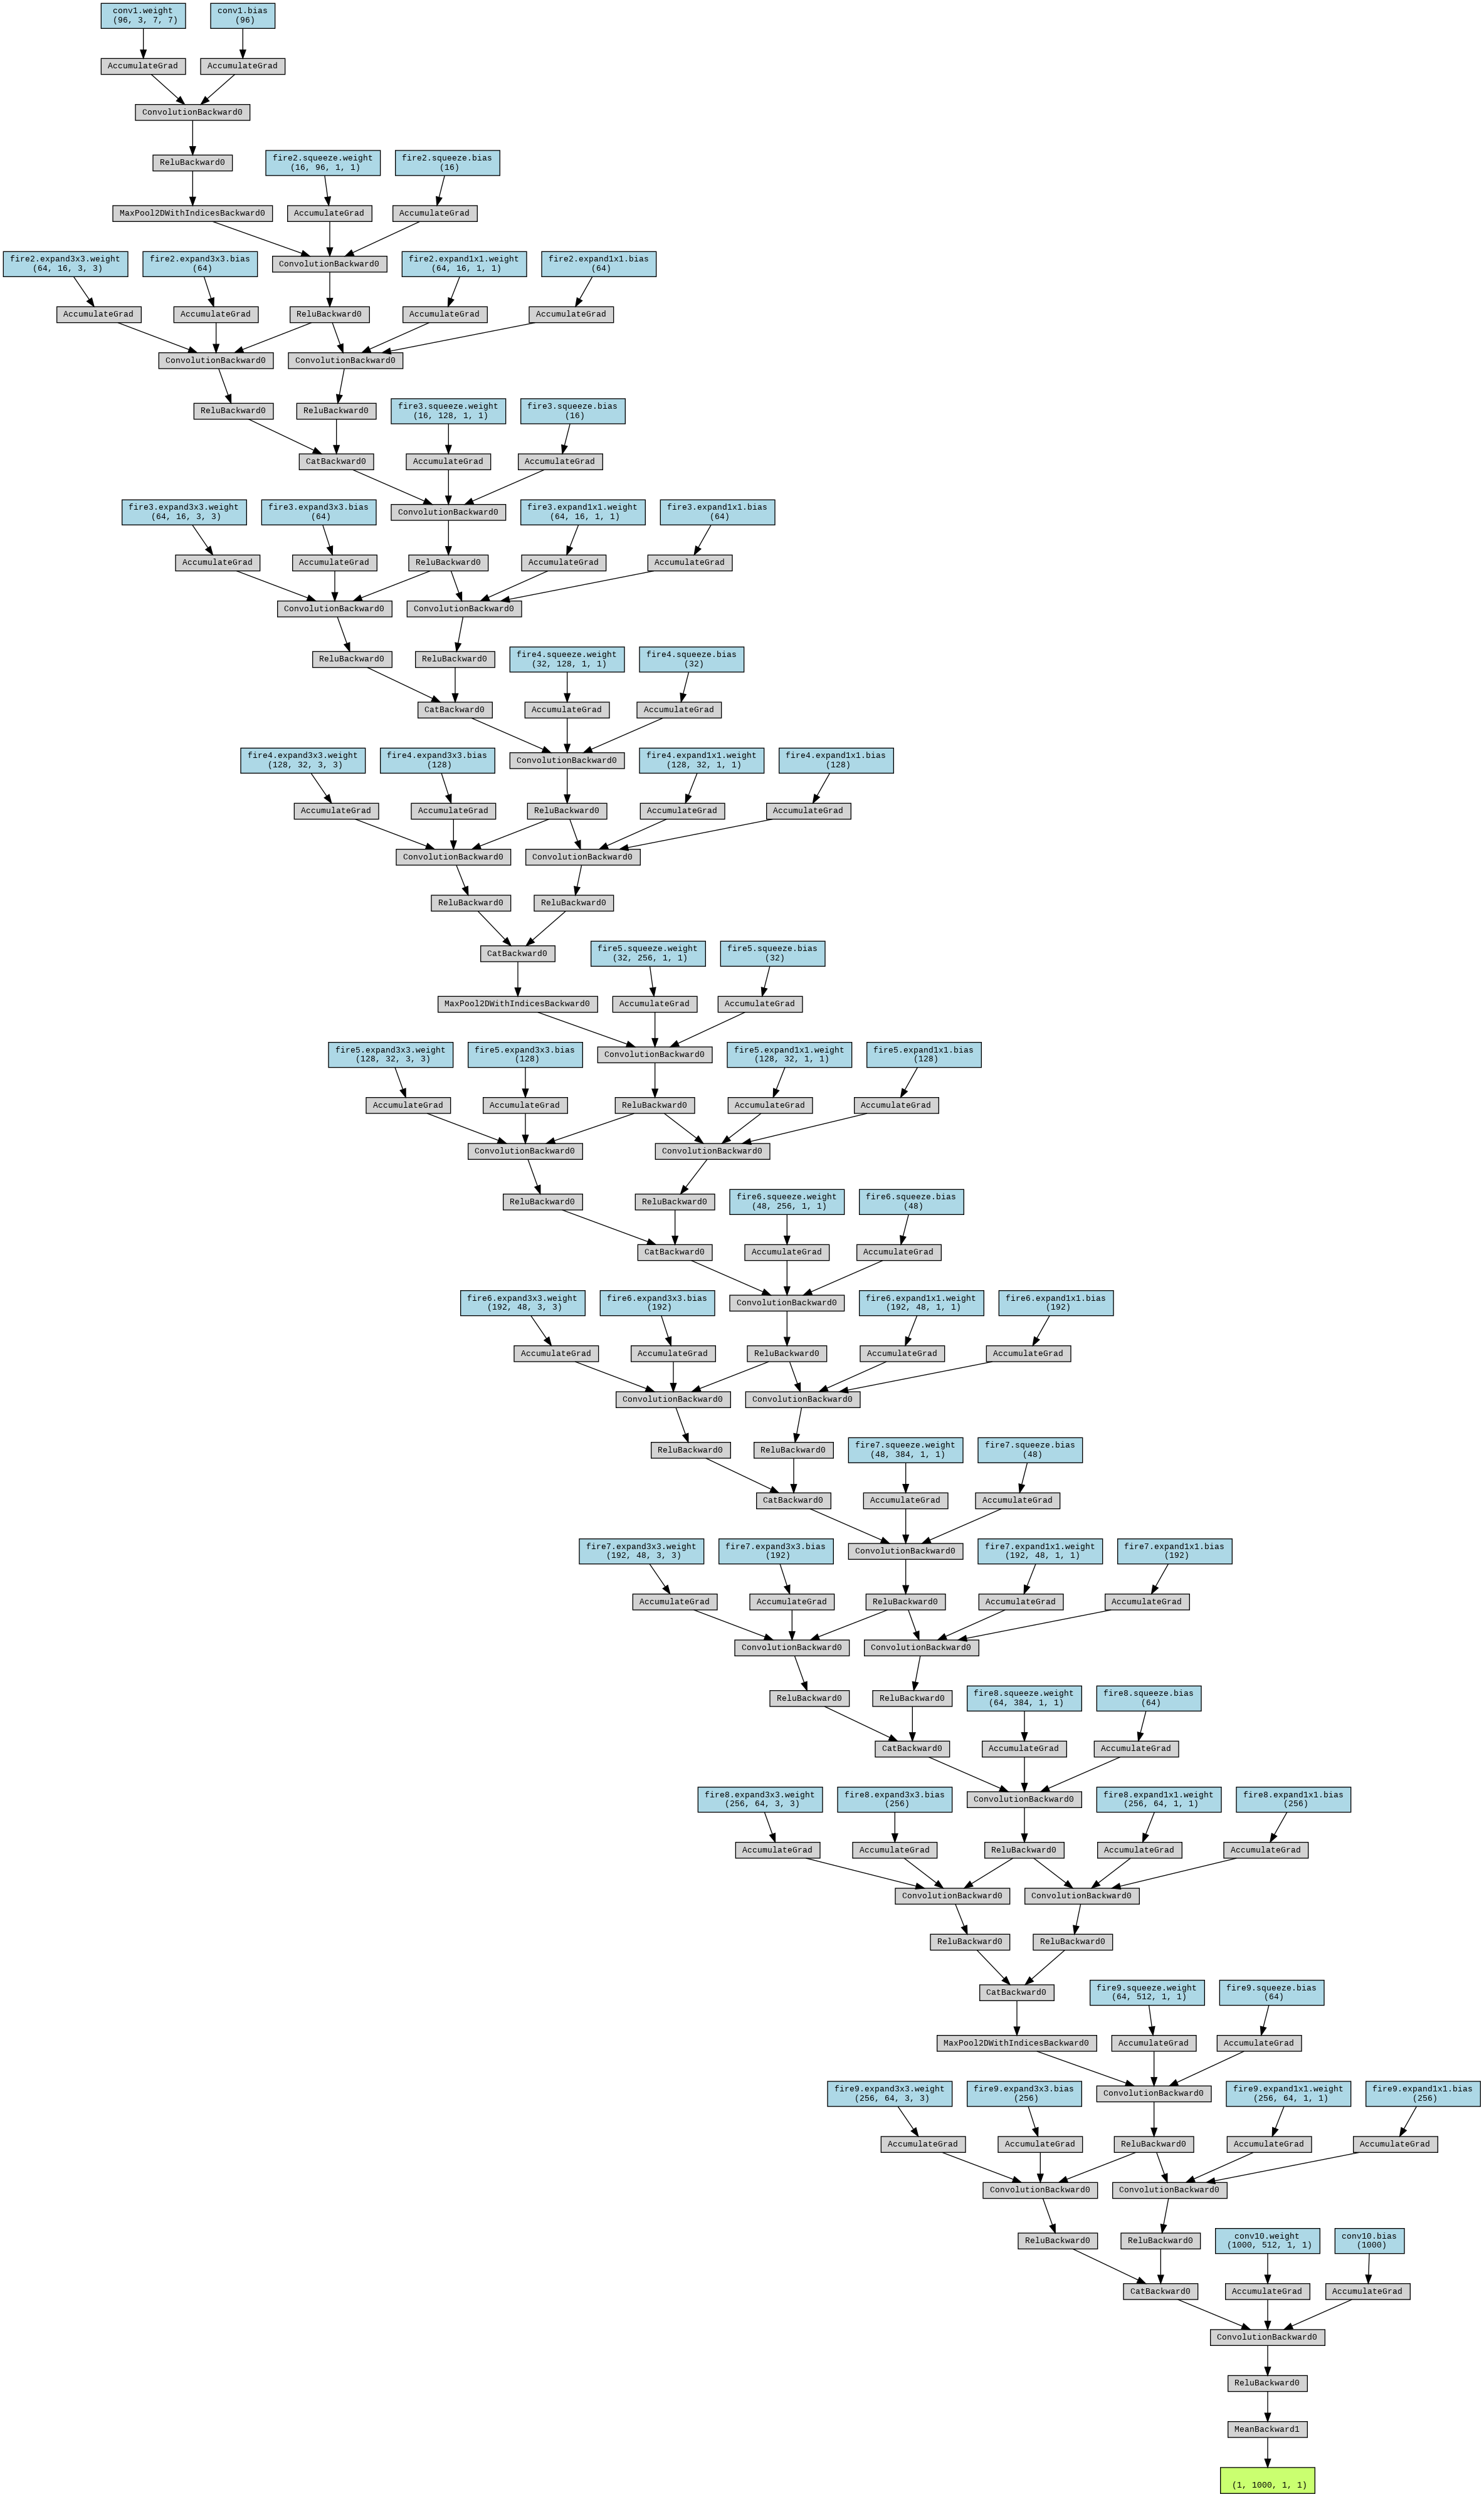 conv1.weight
(96, 3, 7, 7)
conv1.bias
(96)
AccumulateGrad
AccumulateGrad
ConvolutionBackward0
ReluBackward0
fire2.squeeze.weight
(16, 96, 1, 1)
fire2.squeeze.bias
(16)
MaxPool2DWithIndicesBackward0
AccumulateGrad
AccumulateGrad
fire2.expand3x3.weight
(64, 16, 3, 3)
fire2.expand3x3.bias
(64)
ConvolutionBackward0
fire2.expand1x1.weight
(64, 16, 1, 1)
fire2.expand1x1.bias
(64)
AccumulateGrad
AccumulateGrad
ReluBackward0
AccumulateGrad
AccumulateGrad
ConvolutionBackward0
ConvolutionBackward0
ReluBackward0
ReluBackward0
fire3.squeeze.weight
(16, 128, 1, 1)
fire3.squeeze.bias
(16)
CatBackward0
AccumulateGrad
AccumulateGrad
fire3.expand3x3.weight
(64, 16, 3, 3)
fire3.expand3x3.bias
(64)
ConvolutionBackward0
fire3.expand1x1.weight
(64, 16, 1, 1)
fire3.expand1x1.bias
(64)
AccumulateGrad
AccumulateGrad
ReluBackward0
AccumulateGrad
AccumulateGrad
ConvolutionBackward0
ConvolutionBackward0
ReluBackward0
ReluBackward0
fire4.squeeze.weight
(32, 128, 1, 1)
fire4.squeeze.bias
(32)
CatBackward0
AccumulateGrad
AccumulateGrad
fire4.expand3x3.weight
(128, 32, 3, 3)
fire4.expand3x3.bias
(128)
ConvolutionBackward0
fire4.expand1x1.weight
(128, 32, 1, 1)
fire4.expand1x1.bias
(128)
AccumulateGrad
AccumulateGrad
ReluBackward0
AccumulateGrad
AccumulateGrad
ConvolutionBackward0
ConvolutionBackward0
ReluBackward0
ReluBackward0
CatBackward0
fire5.squeeze.weight
(32, 256, 1, 1)
fire5.squeeze.bias
(32)
MaxPool2DWithIndicesBackward0
AccumulateGrad
AccumulateGrad
fire5.expand3x3.weight
(128, 32, 3, 3)
fire5.expand3x3.bias
(128)
ConvolutionBackward0
fire5.expand1x1.weight
(128, 32, 1, 1)
fire5.expand1x1.bias
(128)
AccumulateGrad
AccumulateGrad
ReluBackward0
AccumulateGrad
AccumulateGrad
ConvolutionBackward0
ConvolutionBackward0
ReluBackward0
ReluBackward0
fire6.squeeze.weight
(48, 256, 1, 1)
fire6.squeeze.bias
(48)
CatBackward0
AccumulateGrad
AccumulateGrad
fire6.expand3x3.weight
(192, 48, 3, 3)
fire6.expand3x3.bias
(192)
ConvolutionBackward0
fire6.expand1x1.weight
(192, 48, 1, 1)
fire6.expand1x1.bias
(192)
AccumulateGrad
AccumulateGrad
ReluBackward0
AccumulateGrad
AccumulateGrad
ConvolutionBackward0
ConvolutionBackward0
ReluBackward0
ReluBackward0
fire7.squeeze.weight
(48, 384, 1, 1)
fire7.squeeze.bias
(48)
CatBackward0
AccumulateGrad
AccumulateGrad
fire7.expand3x3.weight
(192, 48, 3, 3)
fire7.expand3x3.bias
(192)
ConvolutionBackward0
fire7.expand1x1.weight
(192, 48, 1, 1)
fire7.expand1x1.bias
(192)
AccumulateGrad
AccumulateGrad
ReluBackward0
AccumulateGrad
AccumulateGrad
ConvolutionBackward0
ConvolutionBackward0
ReluBackward0
ReluBackward0
fire8.squeeze.weight
(64, 384, 1, 1)
fire8.squeeze.bias
(64)
CatBackward0
AccumulateGrad
AccumulateGrad
fire8.expand3x3.weight
(256, 64, 3, 3)
fire8.expand3x3.bias
(256)
ConvolutionBackward0
fire8.expand1x1.weight
(256, 64, 1, 1)
fire8.expand1x1.bias
(256)
AccumulateGrad
AccumulateGrad
ReluBackward0
AccumulateGrad
AccumulateGrad
ConvolutionBackward0
ConvolutionBackward0
ReluBackward0
ReluBackward0
CatBackward0
fire9.squeeze.weight
(64, 512, 1, 1)
fire9.squeeze.bias
(64)
MaxPool2DWithIndicesBackward0
AccumulateGrad
AccumulateGrad
fire9.expand3x3.weight
(256, 64, 3, 3)
fire9.expand3x3.bias
(256)
ConvolutionBackward0
fire9.expand1x1.weight
(256, 64, 1, 1)
fire9.expand1x1.bias
(256)
AccumulateGrad
AccumulateGrad
ReluBackward0
AccumulateGrad
AccumulateGrad
ConvolutionBackward0
ConvolutionBackward0
ReluBackward0
ReluBackward0
conv10.weight
(1000, 512, 1, 1)
conv10.bias
(1000)
CatBackward0
AccumulateGrad
AccumulateGrad
ConvolutionBackward0
ReluBackward0
MeanBackward1
(1, 1000, 1, 1)